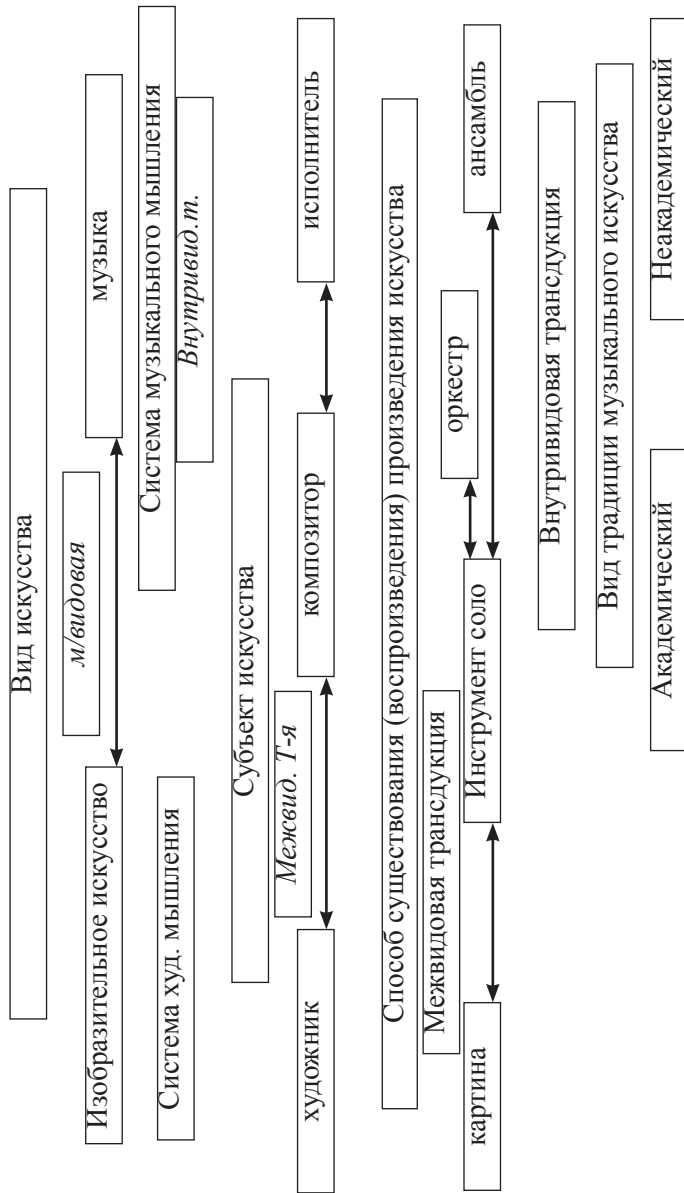 Вид искусства
м/видовая
Изобразительное искусство
музыка
Система музыкального мышления
Система худ. мышления
Внутривид.т.
Субъект искусства
Межвид. Т-я
художник
композитор
исполнитель
Способ существования (воспроизведения) произведения искусства
Межвидовая трансдукция
оркестр
картина
Инструмент соло
ансамбль
Внутривидовая трансдукция
Вид традиции музыкального искусства
Академический
Неакадемический